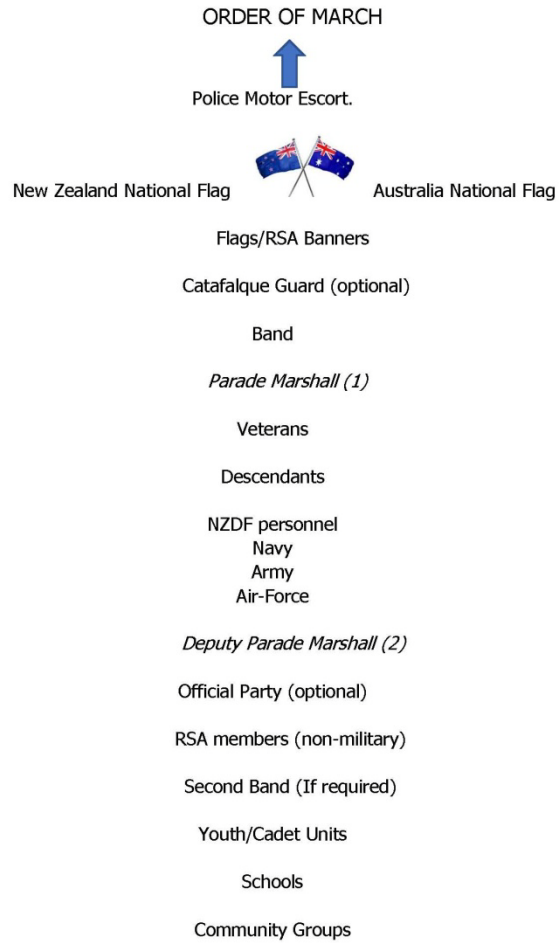 ORDER OF MARCH
Police Motor Escort.
New Zealand National Flag
Australia National Flag
Flags/RSA Banners
Catafalque Guard (optional)
Band
Parade Marshall (1)
Veterans
Descendants
NZDF personnel
Navy
Army
Air-Force
Deputy Parade Marshall (2)
Official Party (optional)
RSA members (non-military)
Second Band (If required)
Youth/Cadet Units
Schools
Community Groups